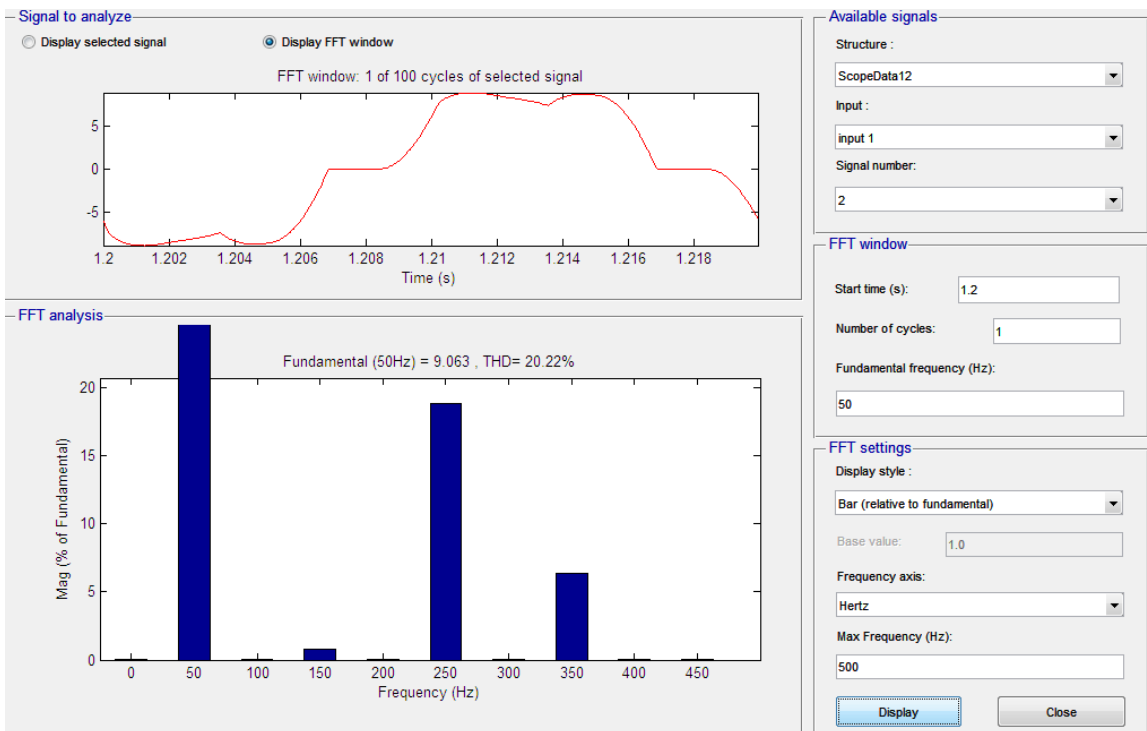 Signal to analyze
Display selected signal
Display FFT window
FFT window: 1 of 100 cycles of selected signal
5
0
-5
1.2 1.202 1.204 1.206 1.208 1.21 1.212 1.214 1.216 1.218
Time (s)
FFT analysis
Fundamental (50Hz) = 9.063 , THD= 20.22%
20
15
10
5
0
Mag (% of Fundamental)
0 50 100 150 200 250 300 350 400 450
Frequency (Hz)
Available signals
Structure :
ScopeData12
Input :
input 1
Signal number:
2
FFT window
Start time (s): 1.2
Number of cycles: 1
Fundamental frequency (Hz):
50
FFT settings
Display style :
Bar (relative to fundamental)
Base value: 1.0
Frequency axis:
Hertz
Max Frequency (Hz):
500
Display Close